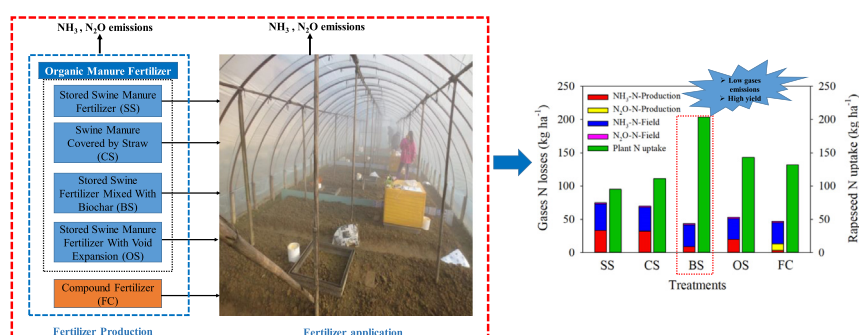 NH3 , N2O emissions
NH3 , N2O emissions
Organic Manure Fertilizer
Stored Swine Manure
Fertilizer (SS)
Swine Manure
Covered by Straw
(CS)
Stored Swine
Fertilizer Mixed With
Biochar (BS)
Stored Swine Manure
Fertilizer With Void
Expansion (OS)
Compound Fertilizer
(FC)
Fertilizer Production
Fertilizer application
Low gases
emissions
High yield
Gases N losses (kg ha-1)
250
200
150
100
50
0
NH3-N-Production
N2O-N-Production
NH3-N-Field
N2O-N-Field
Plant N uptake
250
200
150
100
50
0
Rapeseed N uptake (kg ha-1)
SS CS BS OS FC
Treatments